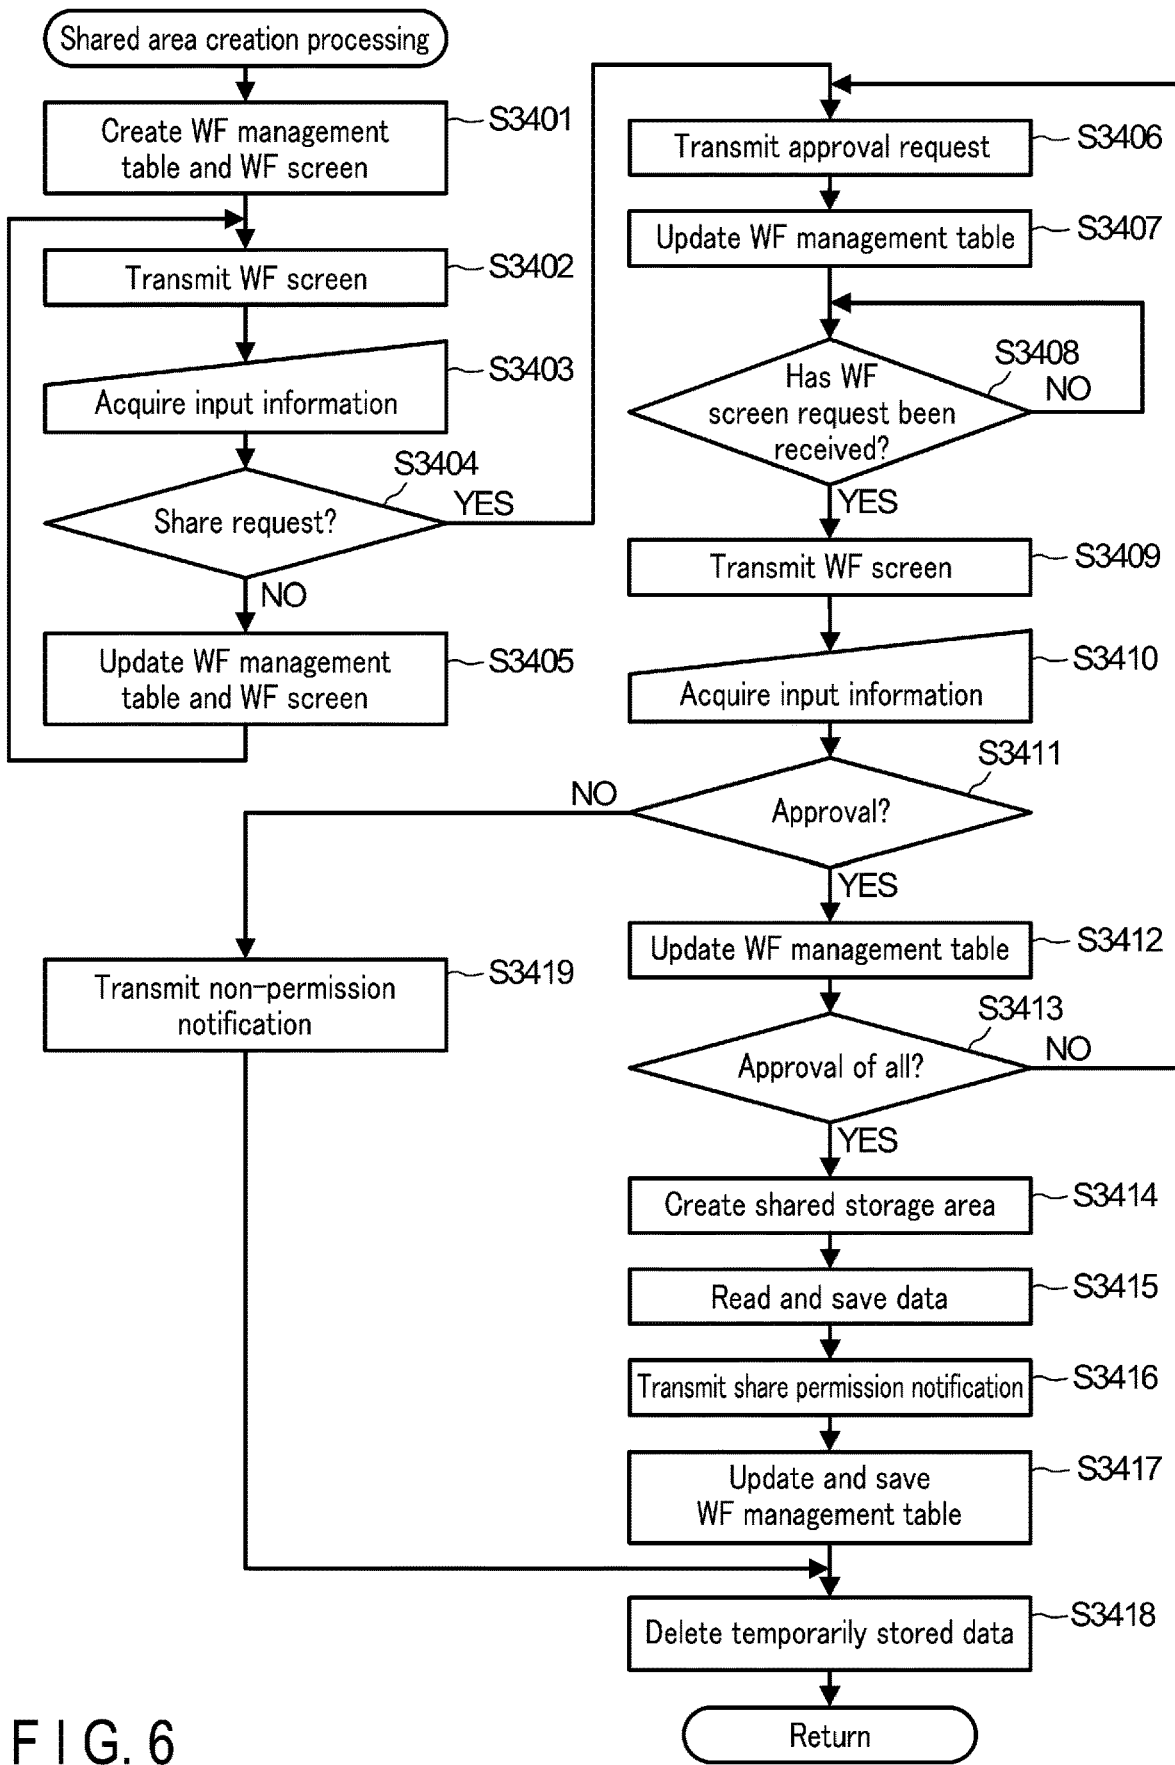 Shared area creation processing
Create WF management
table and WF screen
S3401
Transmit WF screen
S3402
Acquire input information
S3403
Share request?
S3404
YES
NO
Update WF management
table and WF screen
S3405
Transmit approval request
S3406
Update WF management table
S3407
Has WF
screen request been
received?
S3408
NO
YES
Transmit WF screen
S3409
Acquire input information
S3410
Approval?
S3411
NO
YES
Update WF management table
S3412
Approval of all?
S3413
NO
YES
Create shared storage area
S3414
Read and save data
S3415
Transmit share permission notification
S3416
Update and save
WF management table
S3417
Transmit non-permission
notification
S3419
Delete temporarily stored data
S3418
Return
FIG. 6